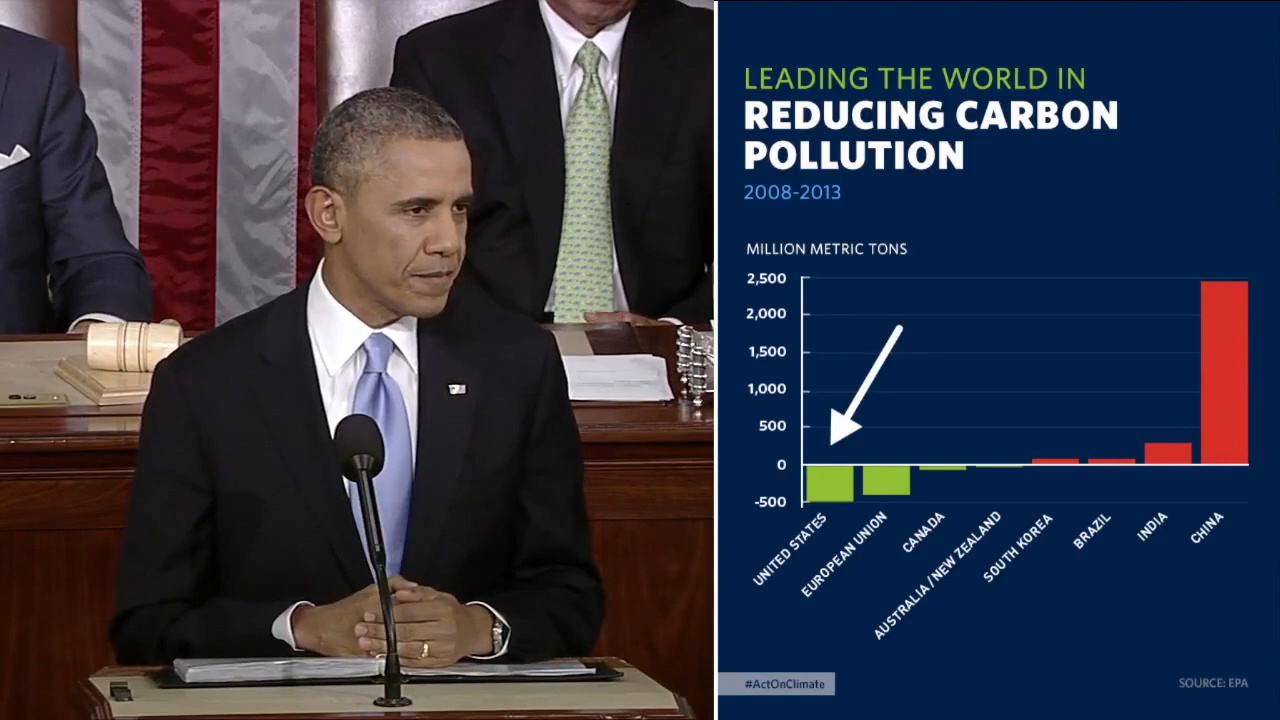 LEADING THE WORLD IN
REDUCING CARBON
POLLUTION
2008-2013
MILLION METRIC TONS
2,500
2,000
1,500
1,000
500
0
-500
UNITED STATES
EUROPEAN UNION
CANADA
AUSTRALIA / NEW ZEALAND
SOUTH KOREA
BRAZIL
INDIA
CHINA
#ActOnClimate
SOURCE: EPA